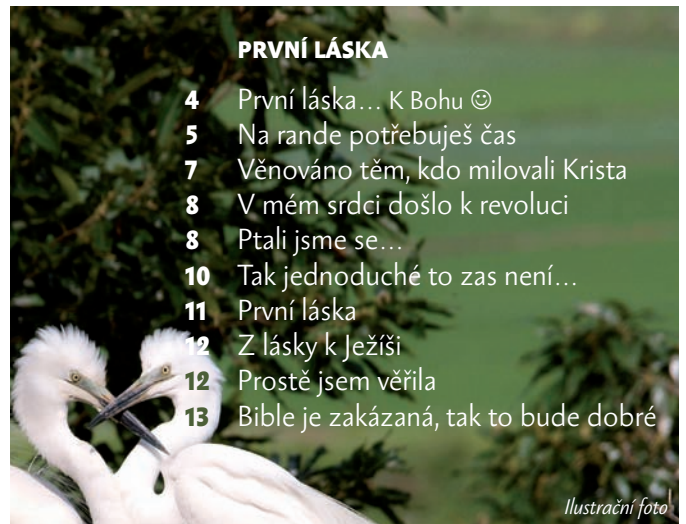 PRVNÍ LÁSKA
4 První láska… K Bohu ☺
5 Na rande potřebuješ čas
7 Věnováno těm, kdo milovali Krista
8 V mém srdci došlo k revoluci
8 Ptali jsme se…
10 Tak jednoduché to zas není…
11 První láska
12 Z lásky k Ježíši
12 Prostě jsem věřila
13 Bible je zakázaná, tak to bude dobré
Ilustrační foto